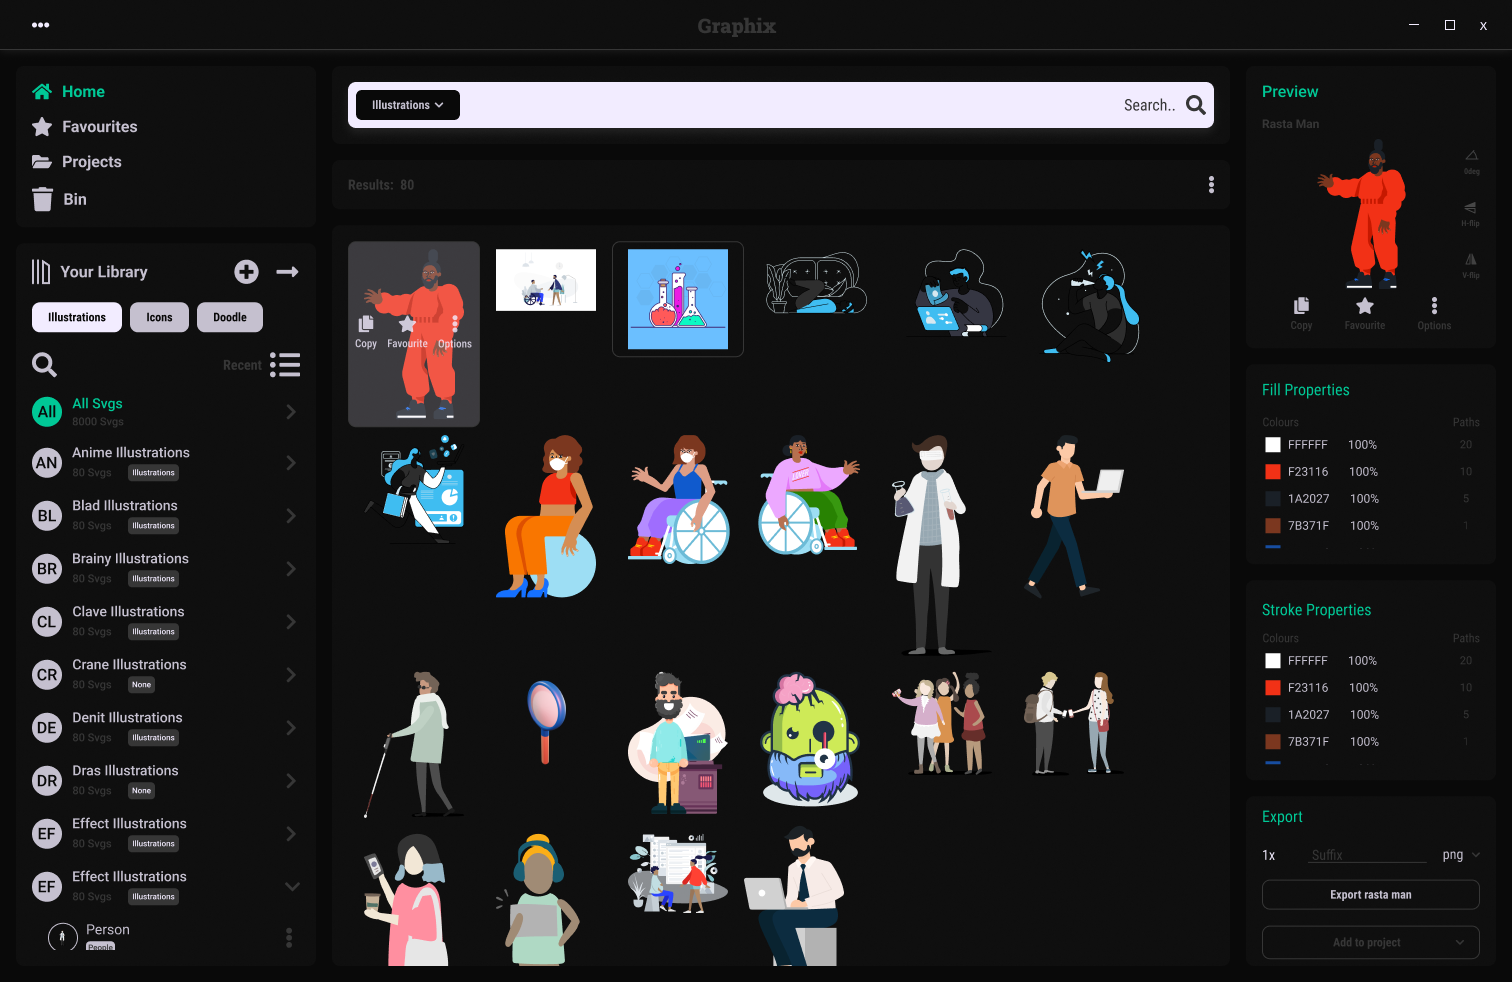 Graphix
x
Home
Favourites
Projects
Bin
Your Library
Illustrations
Icons
Doodle
Recent
All
All Svgs
8000 Svgs
AN
Anime Illustrations
80 Svgs
Illustrations
BL
Blad Illustrations
80 Svgs
Illustrations
BR
Brainy Illustrations
80 Svgs
Illustrations
CL
Clave Illustrations
80 Svgs
Illustrations
CR
Crane Illustrations
80 Svgs
None
DE
Denit Illustrations
80 Svgs
Illustrations
DR
Dras Illustrations
80 Svgs
None
EF
Effect Illustrations
80 Svgs
Illustrations
EF
Effect Illustrations
80 Svgs
Illustrations
Person
People
Illustrations
Search..
Results: 80
Copy
Favourite
Options
Preview
Rasta Man
0deg
H-flip
V-flip
Copy
Favourite
Options
Fill Properties
Colours
Paths
FFFFFF 100% 20
F23116 100% 10
1A2027 100% 5
7B371F 100% 1
Stroke Properties
Colours
Paths
FFFFFF 100% 20
F23116 100% 10
1A2027 100% 5
7B371F 100% 1
Export
1x
Suffix
png
Export rasta man
Add to project